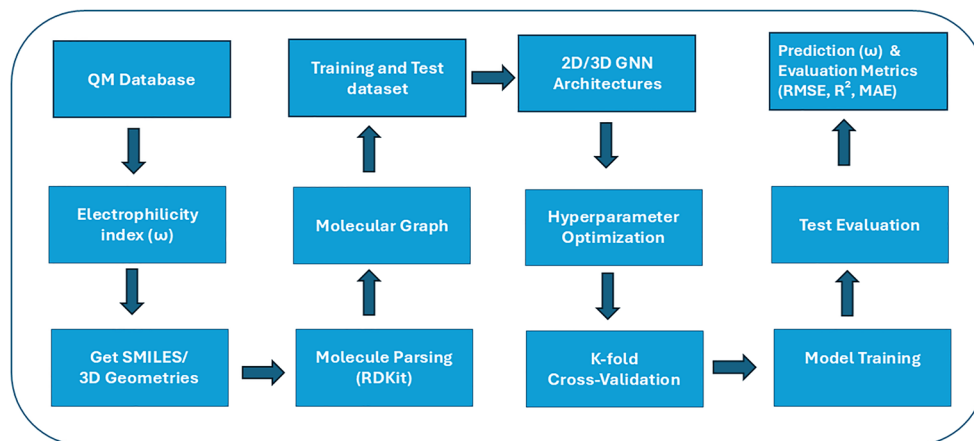 QM Database
Electrophilicity
index (ω)
Get SMILES/
3D Geometries
Molecule Parsing
(RDKit)
Molecular Graph
Training and Test
dataset
2D/3D GNN
Architectures
Hyperparameter
Optimization
K-fold
Cross-Validation
Model Training
Test Evaluation
Prediction (ω) &
Evaluation Metrics
(RMSE, R², MAE)